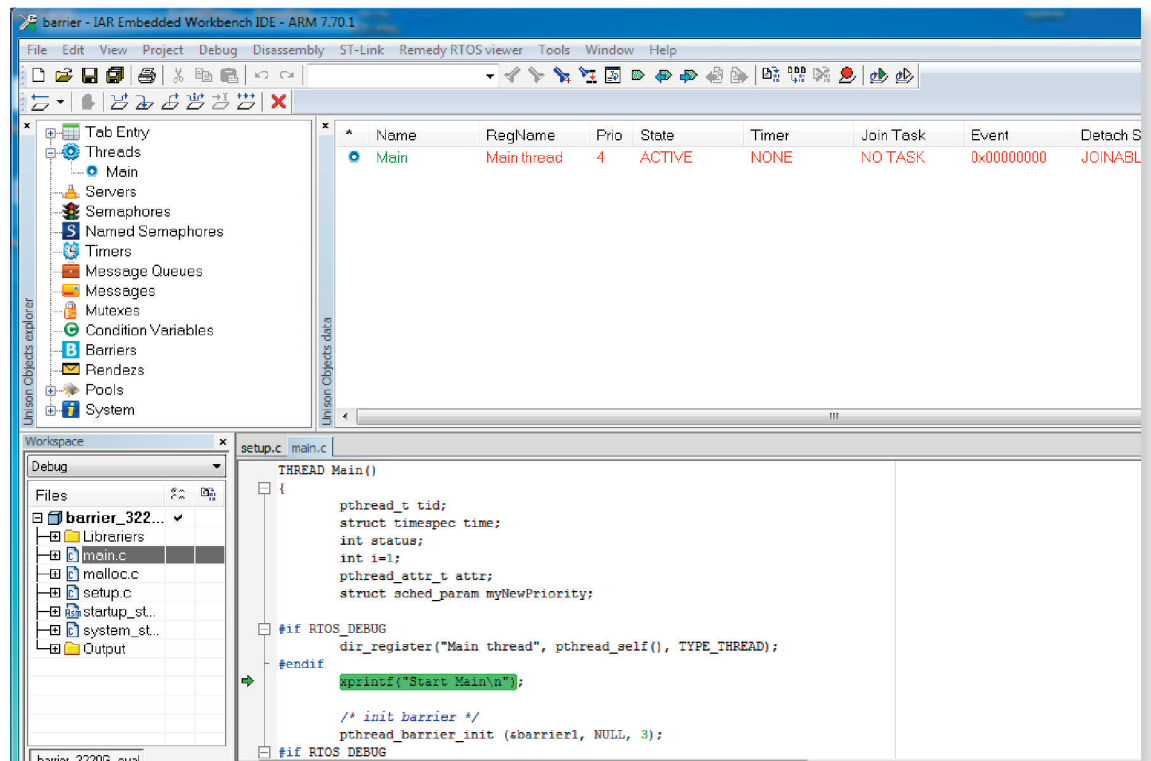 barrier - IAR Embedded Workbench IDE - ARM 7.70.1
File Edit View Project Debug Disassembly ST-Link Remedy RTOS viewer Tools Window Help
Tab Entry
Threads
Main
Servers
Semaphores
Named Semaphores
Timers
Message Queues
Messages
Mutexes
Condition Variables
Barriers
Rendezs
Pools
System
Unison Objects explorer
* Name RegName Prio State Timer Join Task Event Detach S
Main Main thread 4 ACTIVE NONE NO TASK 0x00000000 JOINABL
Unison Objects data
Workspace
Debug
Files
barrier_322...
Librariers
main.c
malloc.c
setup.c
startup_st...
system_st...
Output
barrier_3220G_eval
setup.c main.c
THREAD Main()
{
pthread_t tid;
struct timespec time;
int status;
int i=1;
pthread_attr_t attr;
struct sched_param myNewPriority;
#if RTOS_DEBUG
dir_register("Main thread", pthread_self(), TYPE_THREAD);
#endif
xprintf("Start Main\n");
/* init barrier */
pthread_barrier_init (&barrier1, NULL, 3);
#if RTOS_DEBUG